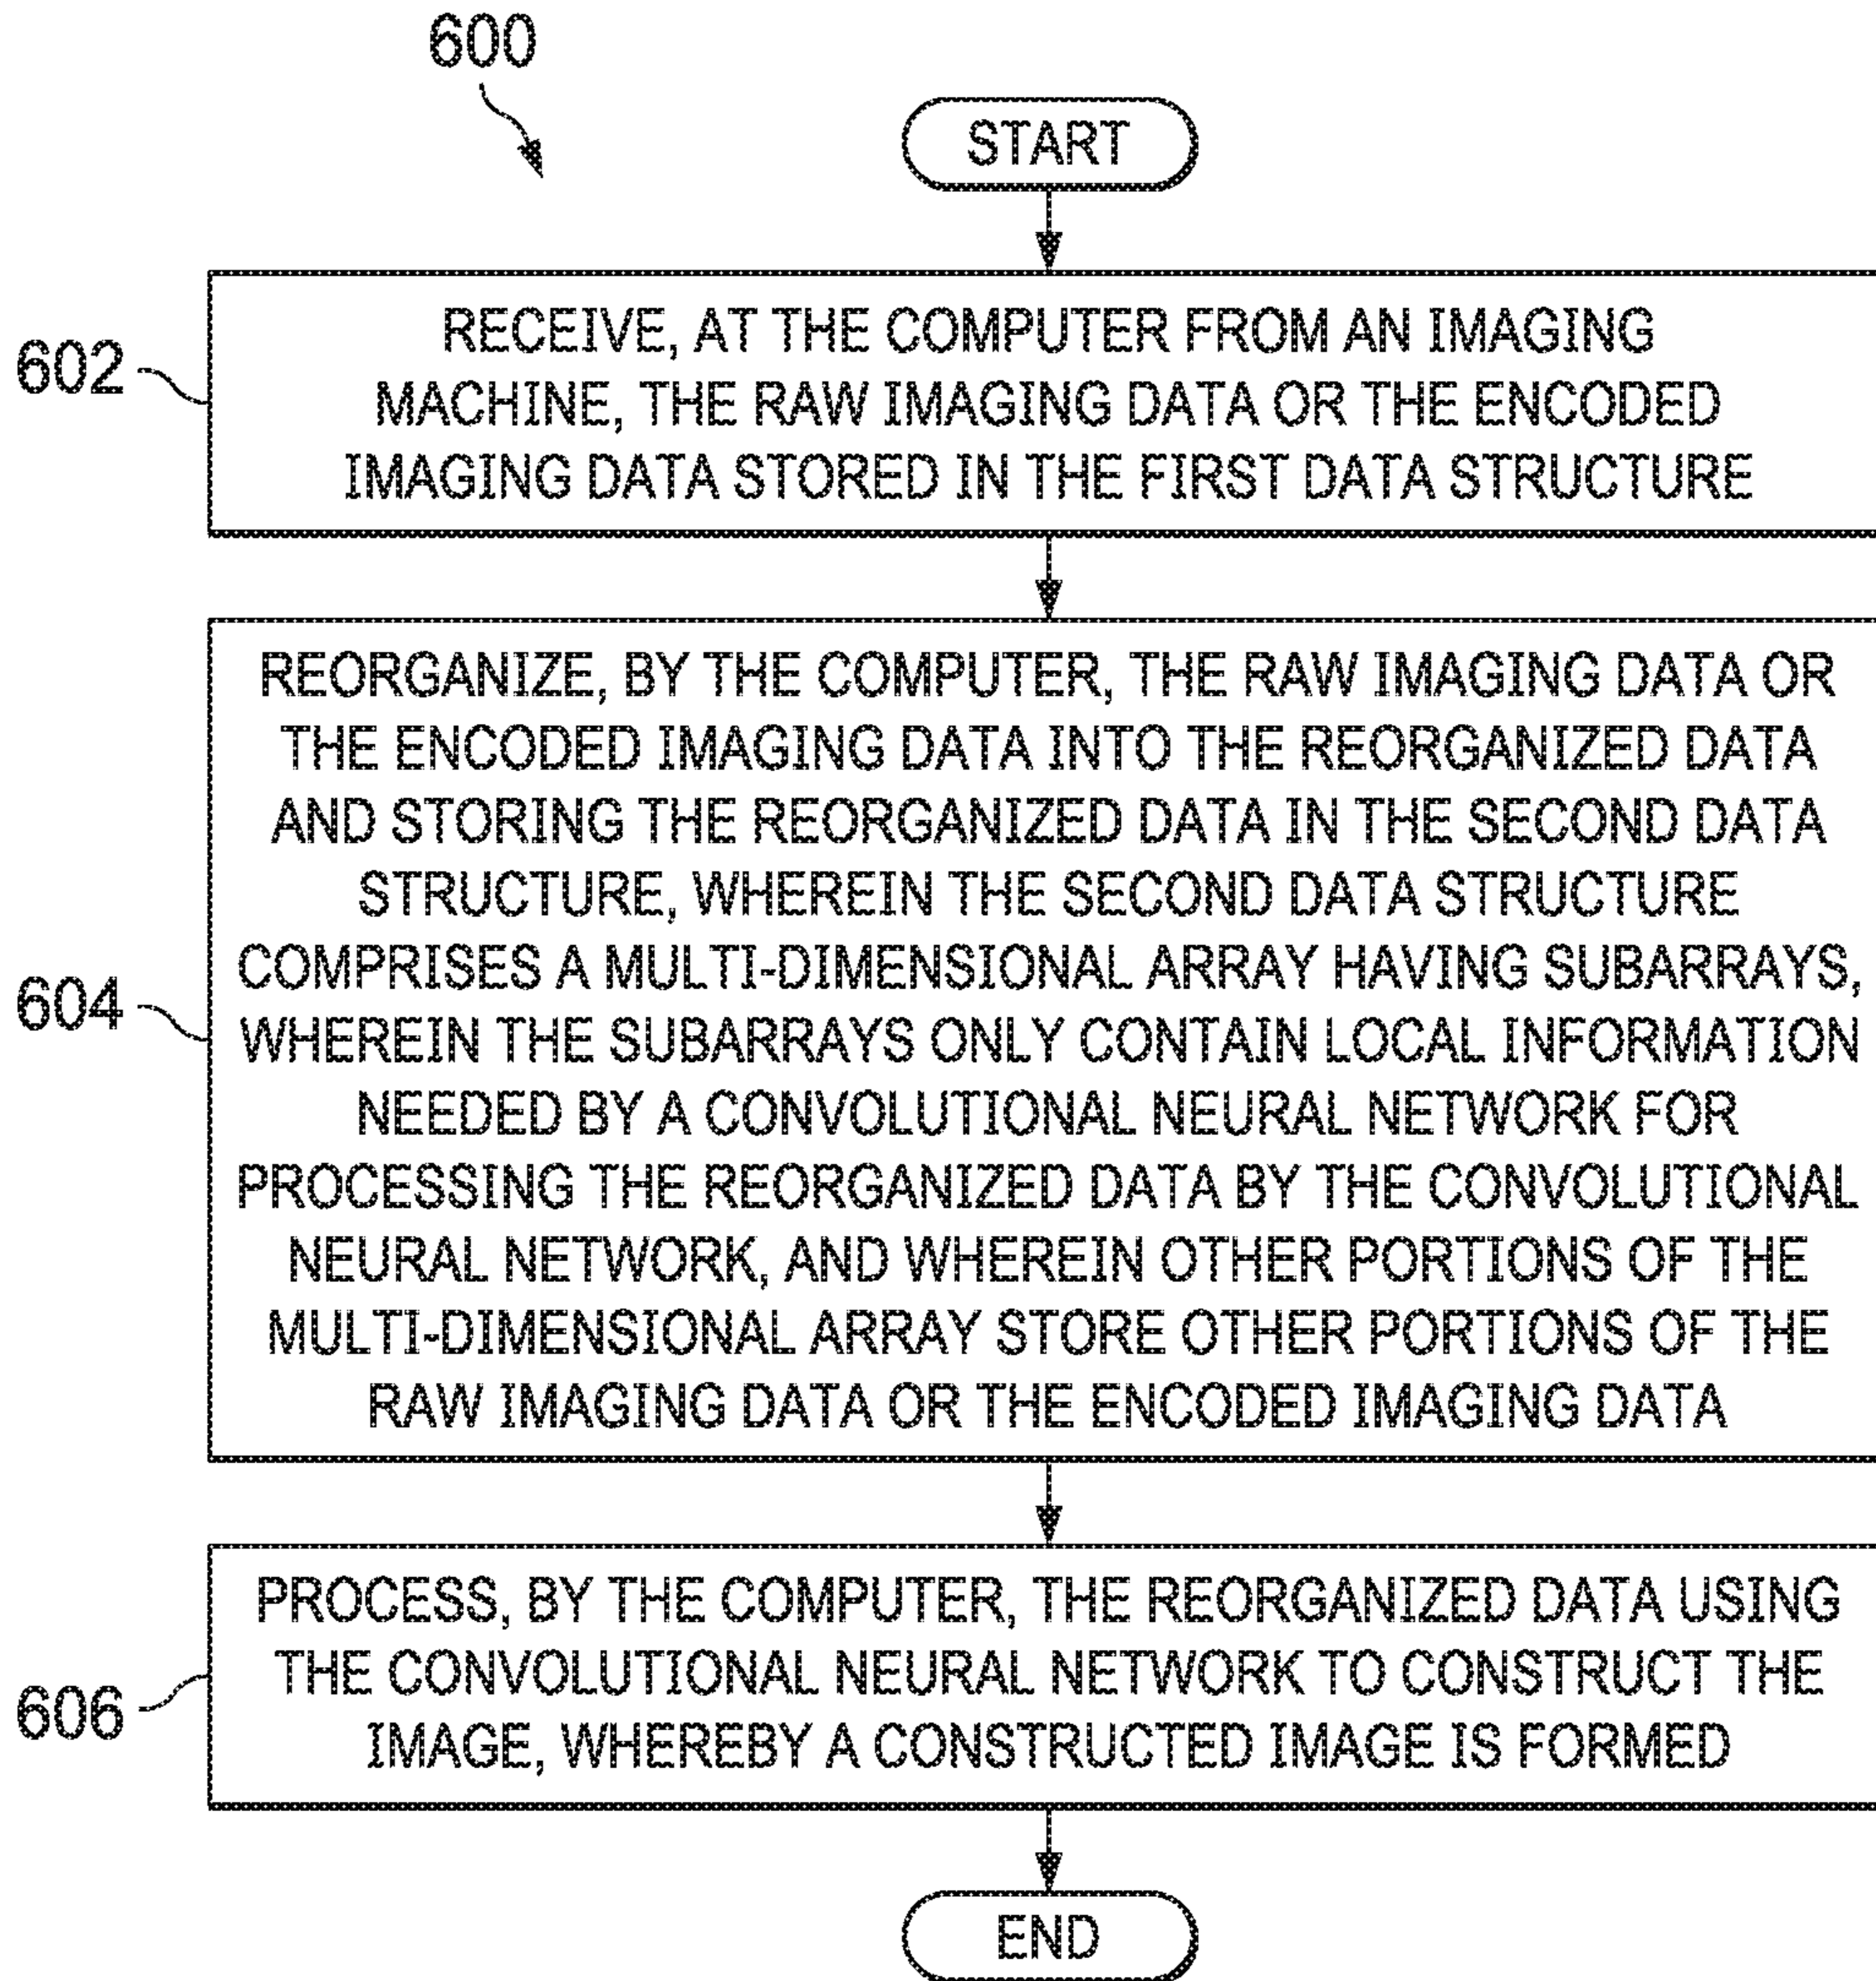 600
START
602
RECEIVE, AT THE COMPUTER FROM AN IMAGING
MACHINE, THE RAW IMAGING DATA OR THE ENCODED
IMAGING DATA STORED IN THE FIRST DATA STRUCTURE
604
REORGANIZE, BY THE COMPUTER, THE RAW IMAGING DATA OR
THE ENCODED IMAGING DATA INTO THE REORGANIZED DATA
AND STORING THE REORGANIZED DATA IN THE SECOND DATA
STRUCTURE, WHEREIN THE SECOND DATA STRUCTURE
COMPRISES A MULTI-DIMENSIONAL ARRAY HAVING SUBARRAYS,
WHEREIN THE SUBARRAYS ONLY CONTAIN LOCAL INFORMATION
NEEDED BY A CONVOLUTIONAL NEURAL NETWORK FOR
PROCESSING THE REORGANIZED DATA BY THE CONVOLUTIONAL
NEURAL NETWORK, AND WHEREIN OTHER PORTIONS OF THE
MULTI-DIMENSIONAL ARRAY STORE OTHER PORTIONS OF THE
RAW IMAGING DATA OR THE ENCODED IMAGING DATA
606
PROCESS, BY THE COMPUTER, THE REORGANIZED DATA USING
THE CONVOLUTIONAL NEURAL NETWORK TO CONSTRUCT THE
IMAGE, WHEREBY A CONSTRUCTED IMAGE IS FORMED
END